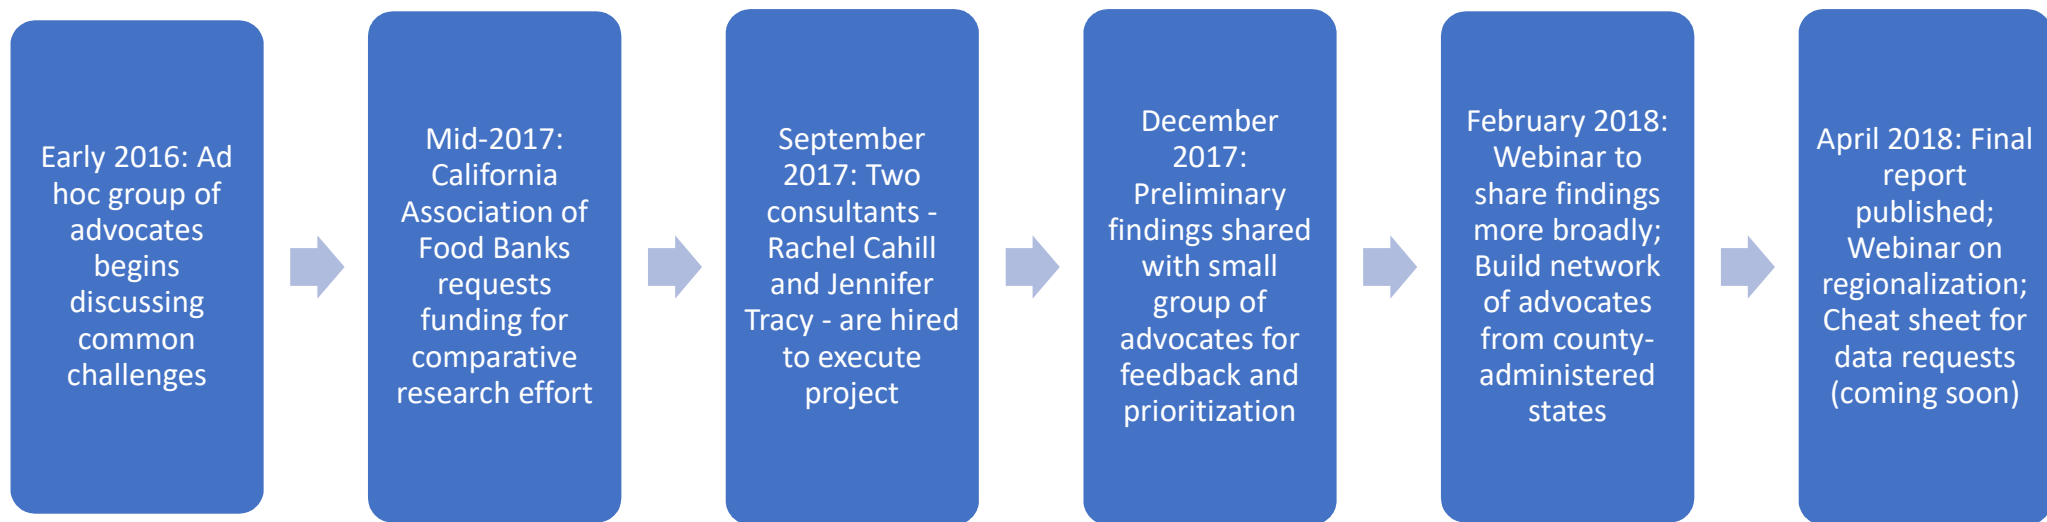 Early 2016: Ad
hoc group of
advocates
begins
discussing
common
challenges
Mid-2017:
California
Association of
Food Banks
requests
funding for
comparative
research effort
September
2017: Two
consultants -
Rachel Cahill
and Jennifer
Tracy - are hired
to execute
project
December
2017:
Preliminary
findings shared
with small
group of
advocates for
feedback and
prioritization
February 2018:
Webinar to
share findings
more broadly;
Build network
of advocates
from county-
administered
states
April 2018: Final
report
published;
Webinar on
regionalization;
Cheat sheet for
data requests
(coming soon)